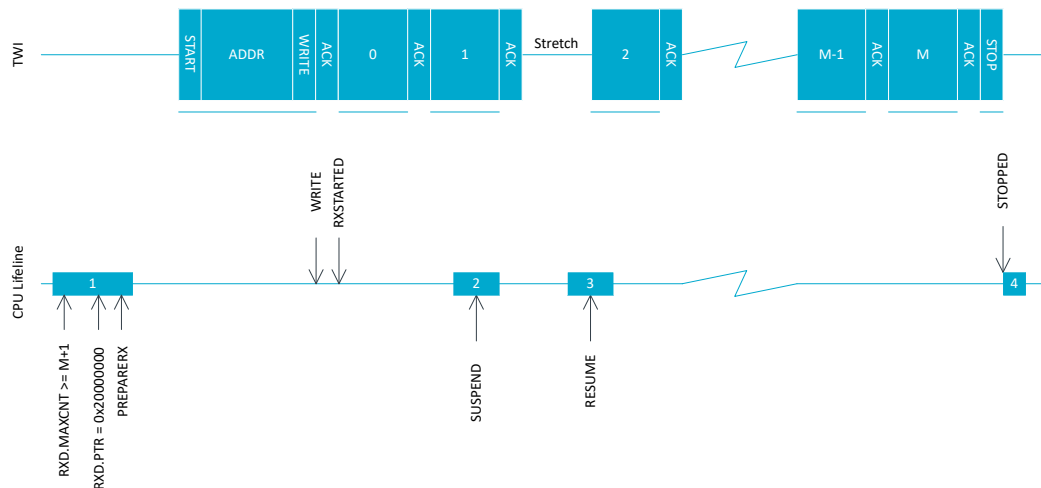 TWI
START
ADDR
WRITE
ACK
0
ACK
1
ACK
Stretch
2
ACK
M-1
ACK
M
ACK
STOP
WRITE
RXSTARTED
STOPPED
CPU Lifeline
1
2
3
4
RXD.MAXCNT >= M+1
RXD.PTR = 0x20000000
PREPARERX
SUSPEND
RESUME